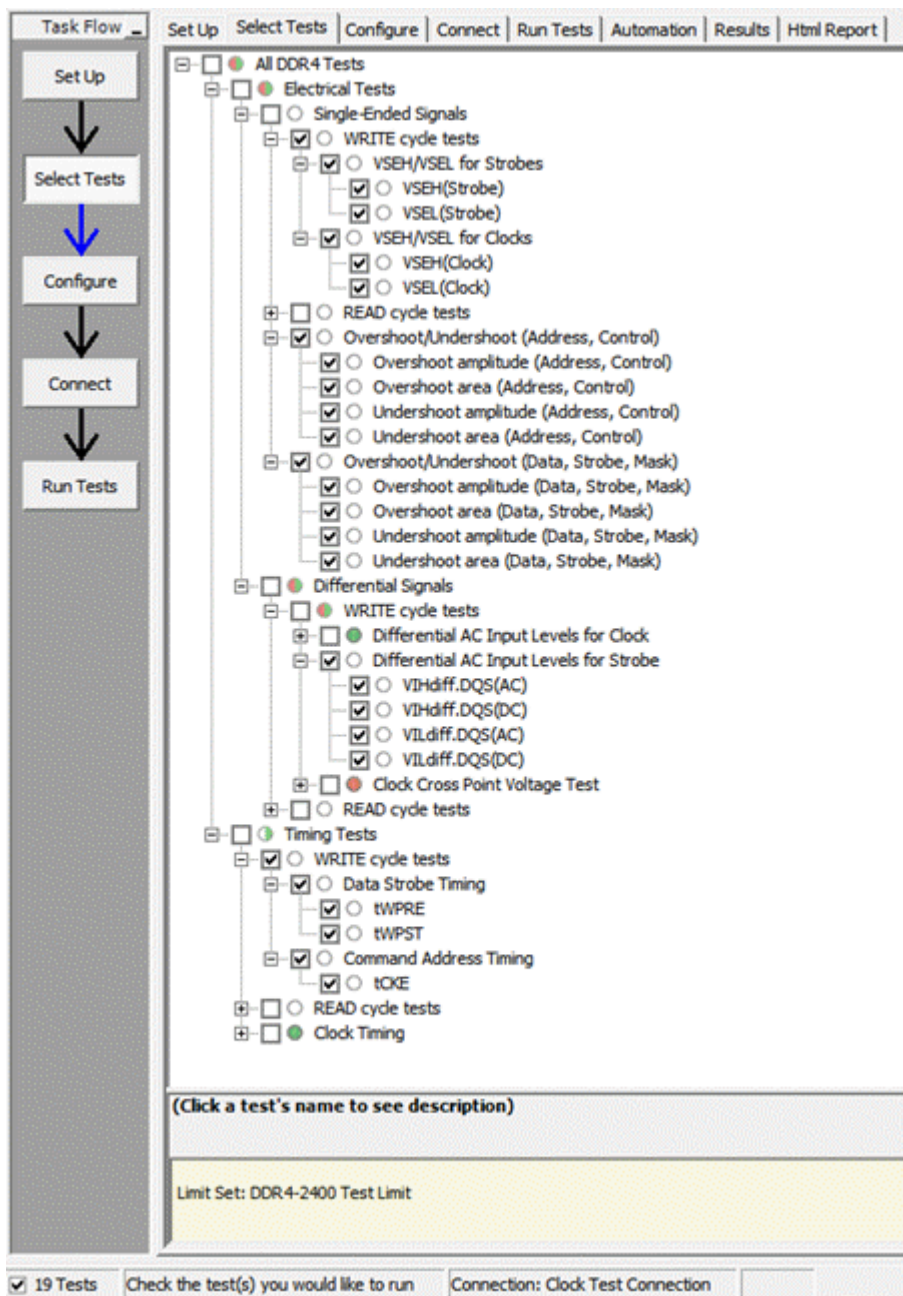 Task Flow
Set Up
Select Tests
Configure
Connect
Run Tests
Set Up Select Tests Configure Connect Run Tests Automation Results Html Report
All DDR4 Tests
Electrical Tests
Single-Ended Signals
WRITE cycle tests
VSEH/VSEL for Strobes
VSEH(Strobe)
VSEL(Strobe)
VSEH/VSEL for Clocks
VSEH(Clock)
VSEL(Clock)
READ cycle tests
Overshoot/Undershoot (Address, Control)
Overshoot amplitude (Address, Control)
Overshoot area (Address, Control)
Undershoot amplitude (Address, Control)
Undershoot area (Address, Control)
Overshoot/Undershoot (Data, Strobe, Mask)
Overshoot amplitude (Data, Strobe, Mask)
Overshoot area (Data, Strobe, Mask)
Undershoot amplitude (Data, Strobe, Mask)
Undershoot area (Data, Strobe, Mask)
Differential Signals
WRITE cycle tests
Differential AC Input Levels for Clock
Differential AC Input Levels for Strobe
VIHdiff.DQS(AC)
VIHdiff.DQS(DC)
VILdiff.DQS(AC)
VILdiff.DQS(DC)
Clock Cross Point Voltage Test
READ cycle tests
Timing Tests
WRITE cycle tests
Data Strobe Timing
tWPRE
tWPST
Command Address Timing
tCKE
READ cycle tests
Clock Timing
(Click a test's name to see description)
Limit Set: DDR4-2400 Test Limit
19 Tests Check the test(s) you would like to run Connection: Clock Test Connection